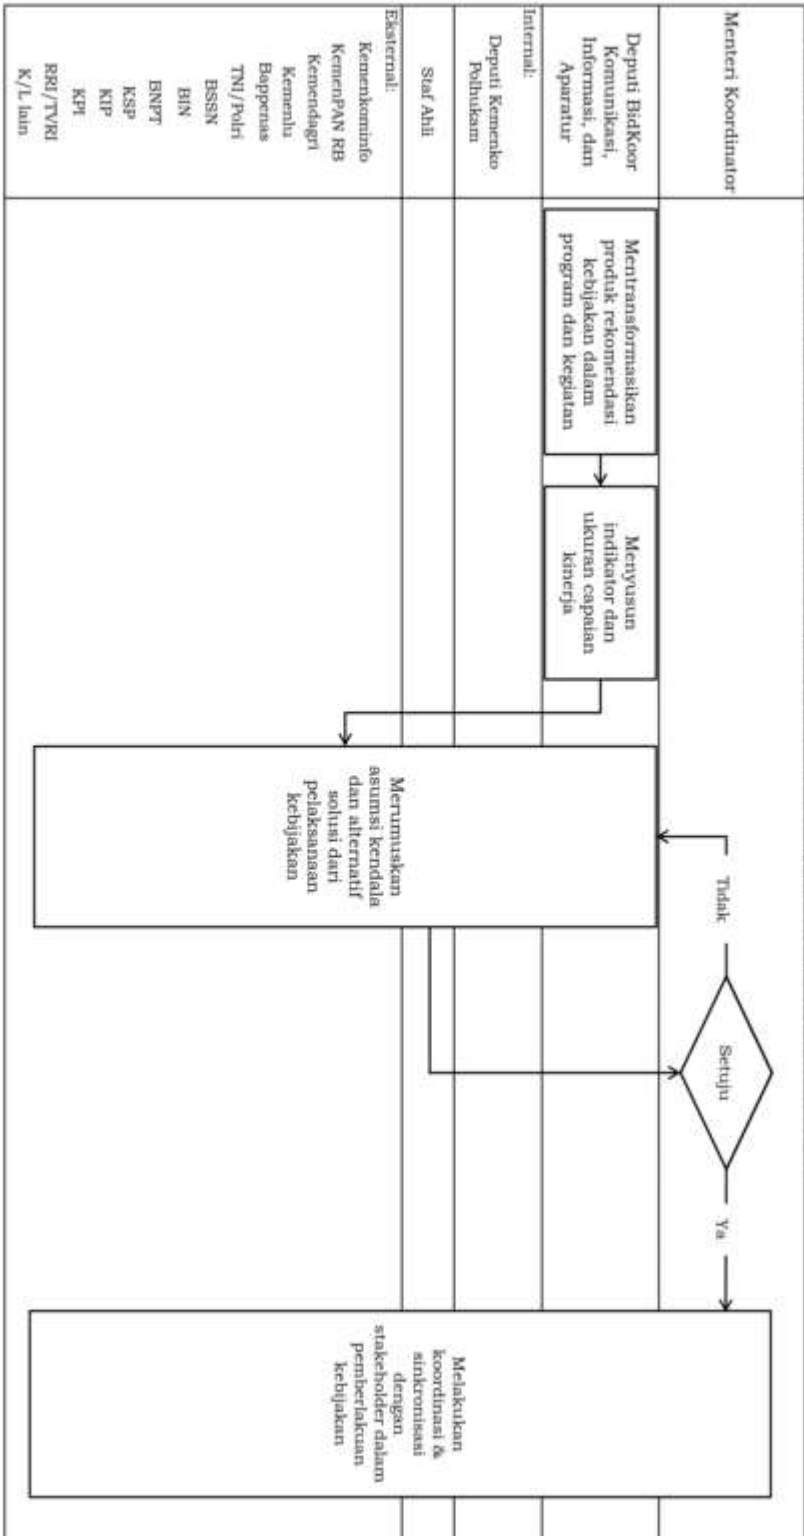 Menteri Koordinator
Deputi BidKoor
Komunikasi,
Informasi, dan
Aparatur
Internal:
Deputi Kemenko
Polhukam
Staf Ahli
Eksternal:
Kemenkominfo
KemenPAN RB
Kemendagri
Kemenlu
Bappenas
TNI/Polri
BSSN
BIN
BNPT
KSP
KIP
KPI
RRI/TVRI
K/L lain
Mentransformasikan
produk rekomendasi
kebijakan dalam
program dan kegiatan
Menyusun
indikator dan
ukuran capaian
kinerja
Merumuskan
asumsi kendala
dan alternatif
solusi dari
pelaksanaan
kebijakan
Tidak
Setuju
Ya
Melakukan
koordinasi &
sinkronisasi
dengan
stakeholder dalam
pemberlakuan
kebijakan